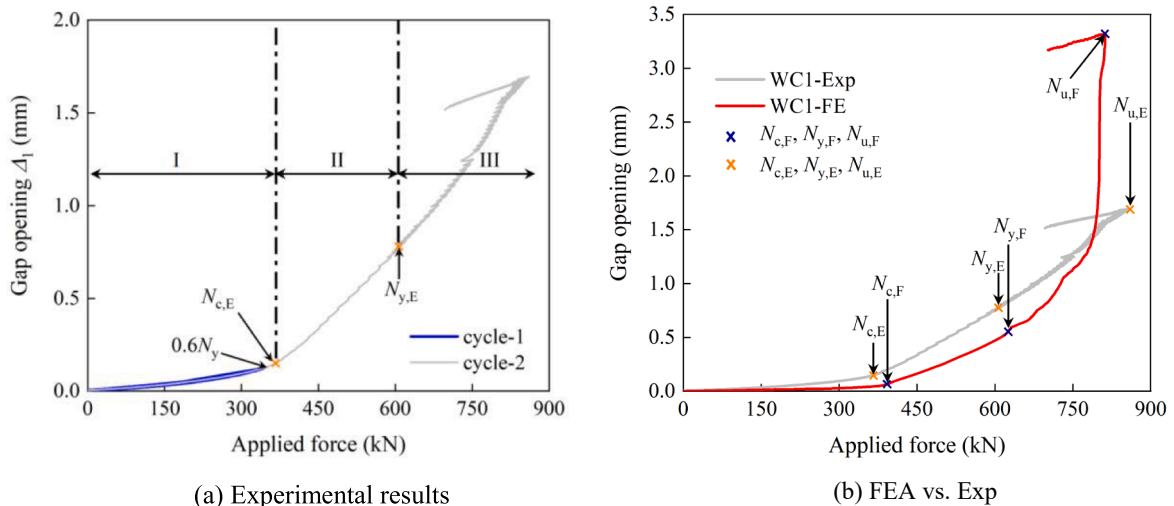 2.0
1.5
1.0
0.5
0.0
Gap opening Δ1 (mm)
I
II
III
Nc,E
0.6Ny
Ny,E
cycle-1
cycle-2
0 150 300 450 600 750 900
Applied force (kN)
(a) Experimental results
3.5
3.0
2.5
2.0
1.5
1.0
0.5
0.0
Gap opening (mm)
WC1-Exp
WC1-FE
Nc,F, Ny,F, Nu,F
Nc,E, Ny,E, Nu,E
Nu,F
Nu,E
Ny,F
Ny,E
Nc,F
Nc,E
0 150 300 450 600 750 900
Applied force (kN)
(b) FEA vs. Exp